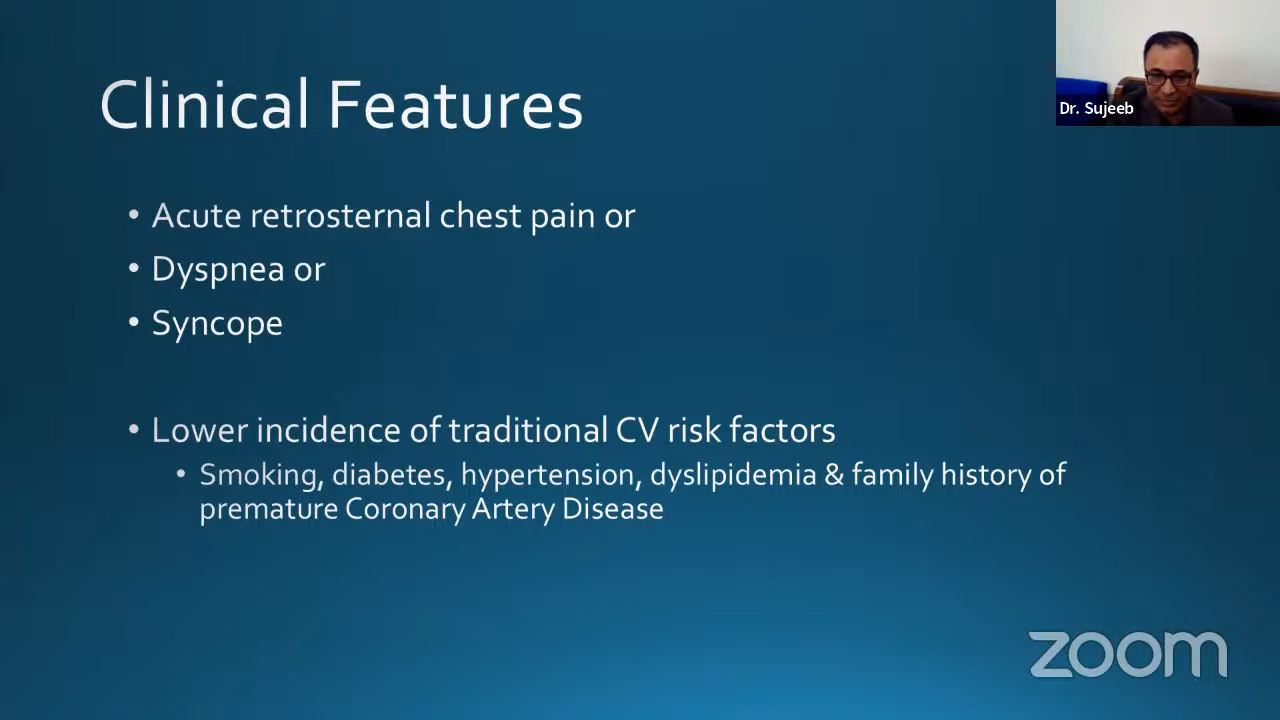 Clinical Features
Dr. Sujeeb
• Acute retrosternal chest pain or
• Dyspnea or
• Syncope
• Lower incidence of traditional CV risk factors
• Smoking, diabetes, hypertension, dyslipidemia & family history of
premature Coronary Artery Disease
zoom